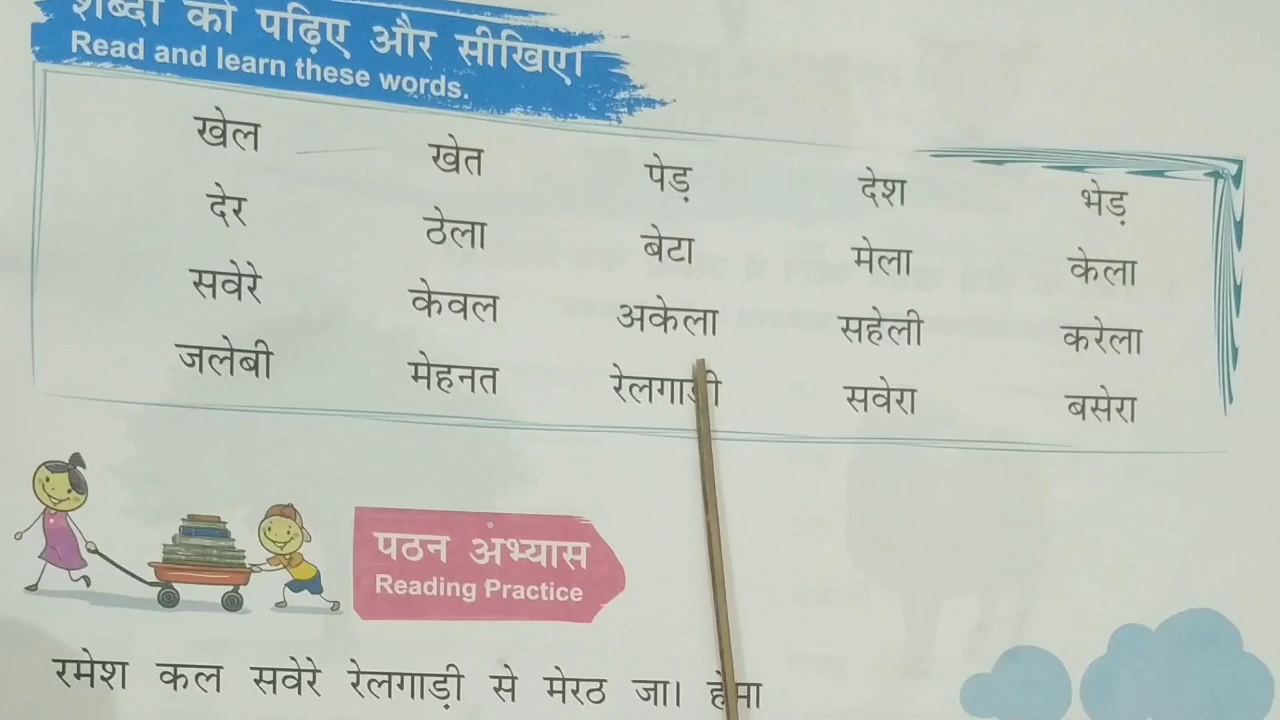 शब्दों को पढ़िए और सीखिए।
Read and learn these words.
खेल खेत पेड़ देश भेड़
देर ठेला बेटा मेला केला
सवेरे केवल अकेला सहेली करेला
जलेबी मेहनत रेलगाड़ी सवेरा बसेरा
पठन अभ्यास
Reading Practice
रमेश कल सवेरे रेलगाड़ी से मेरठ जा। हेमा